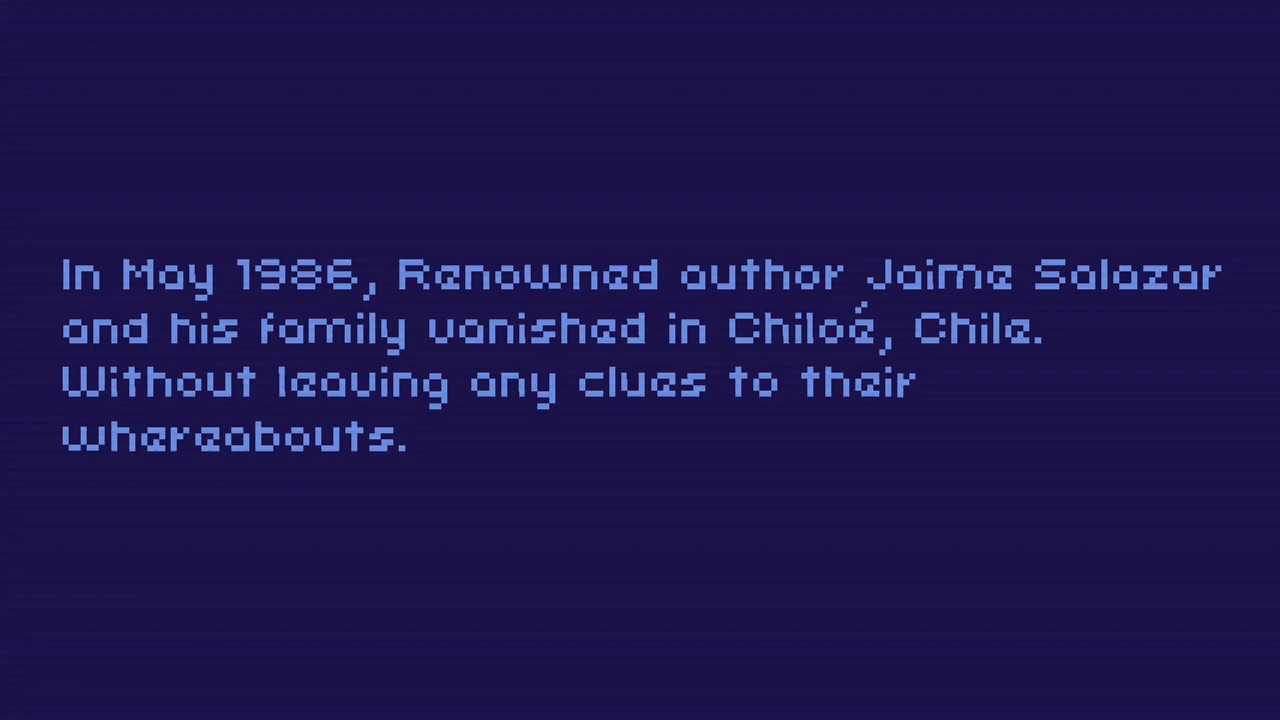 In May 1986, Renowned author Jaime Salazar
and his family vanished in Chiloé, Chile.
Without leaving any clues to their
whereabouts.